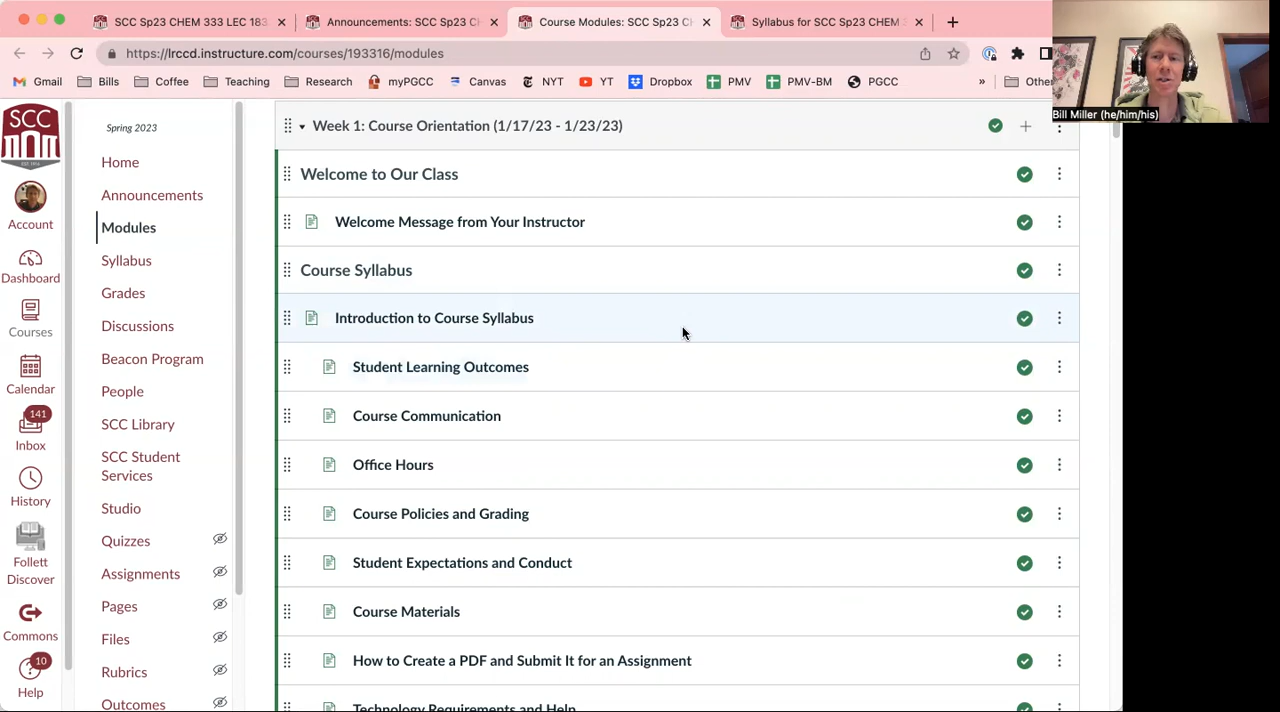 SCC Sp23 CHEM 333 LEC 183
Announcements: SCC Sp23 C
Course Modules: SCC Sp23 C
Syllabus for SCC Sp23 CHEM
https://lrccd.instructure.com/courses/193316/modules
Gmail
Bills
Coffee
Teaching
Research
myPGCC
Canvas
NYT
YT
Dropbox
PMV
PMV-BM
PGCC
»
Other
Bill Miller (he/him/his)
SCC
Account
Dashboard
Courses
Calendar
141
Inbox
History
Follett
Discover
Commons
10
Help
Spring 2023
Home
Announcements
Modules
Syllabus
Grades
Discussions
Beacon Program
People
SCC Library
SCC Student
Services
Studio
Quizzes
Assignments
Pages
Files
Rubrics
Outcomes
Week 1: Course Orientation (1/17/23 - 1/23/23)
Welcome to Our Class
Welcome Message from Your Instructor
Course Syllabus
Introduction to Course Syllabus
Student Learning Outcomes
Course Communication
Office Hours
Course Policies and Grading
Student Expectations and Conduct
Course Materials
How to Create a PDF and Submit It for an Assignment
Technology Requirements and Help